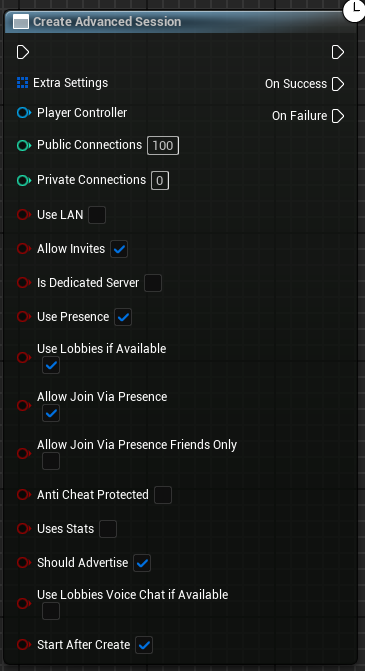 Create Advanced Session
Extra Settings
On Success
Player Controller
On Failure
Public Connections 100
Private Connections 0
Use LAN
Allow Invites
Is Dedicated Server
Use Presence
Use Lobbies if Available
Allow Join Via Presence
Allow Join Via Presence Friends Only
Anti Cheat Protected
Uses Stats
Should Advertise
Use Lobbies Voice Chat if Available
Start After Create